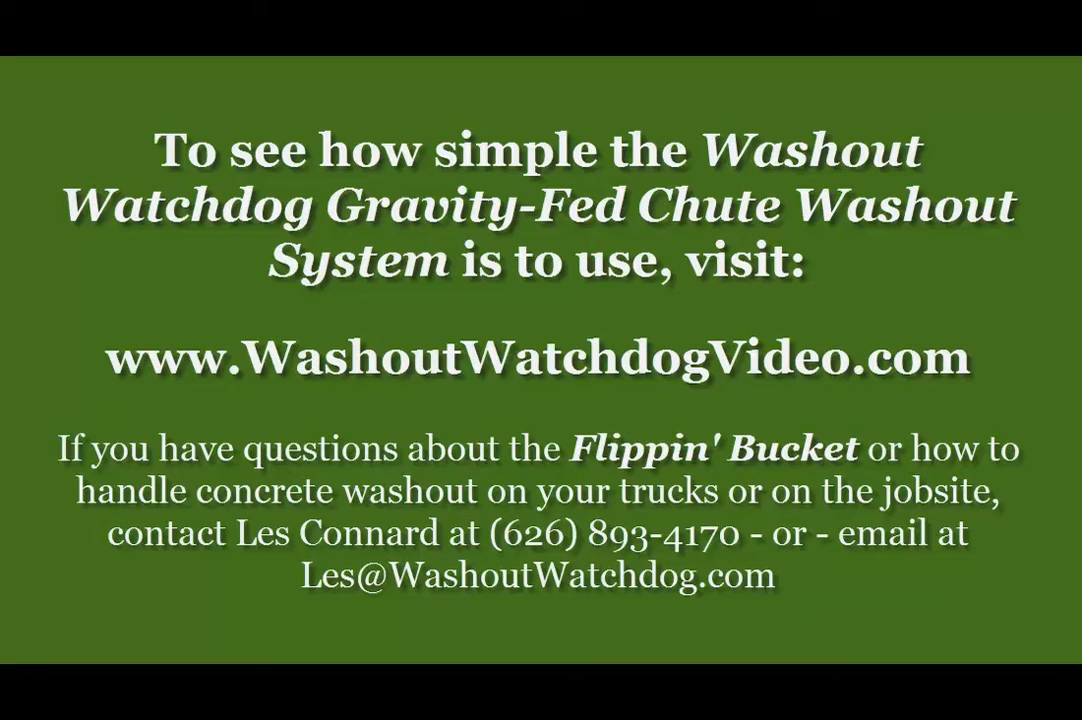 To see how simple the Washout
Watchdog Gravity-Fed Chute Washout
System is to use, visit:
www.WashoutWatchdogVideo.com
If you have questions about the Flippin' Bucket or how to
handle concrete washout on your trucks or on the jobsite,
contact Les Connard at (626) 893-4170 - or - email at
Les@WashoutWatchdog.com